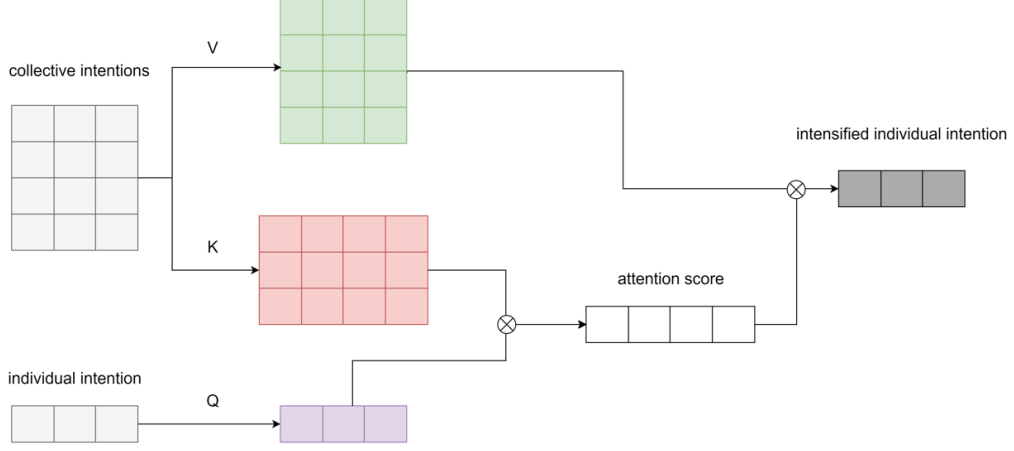 V
collective intentions
intensified individual intention
K
attention score
individual intention
Q